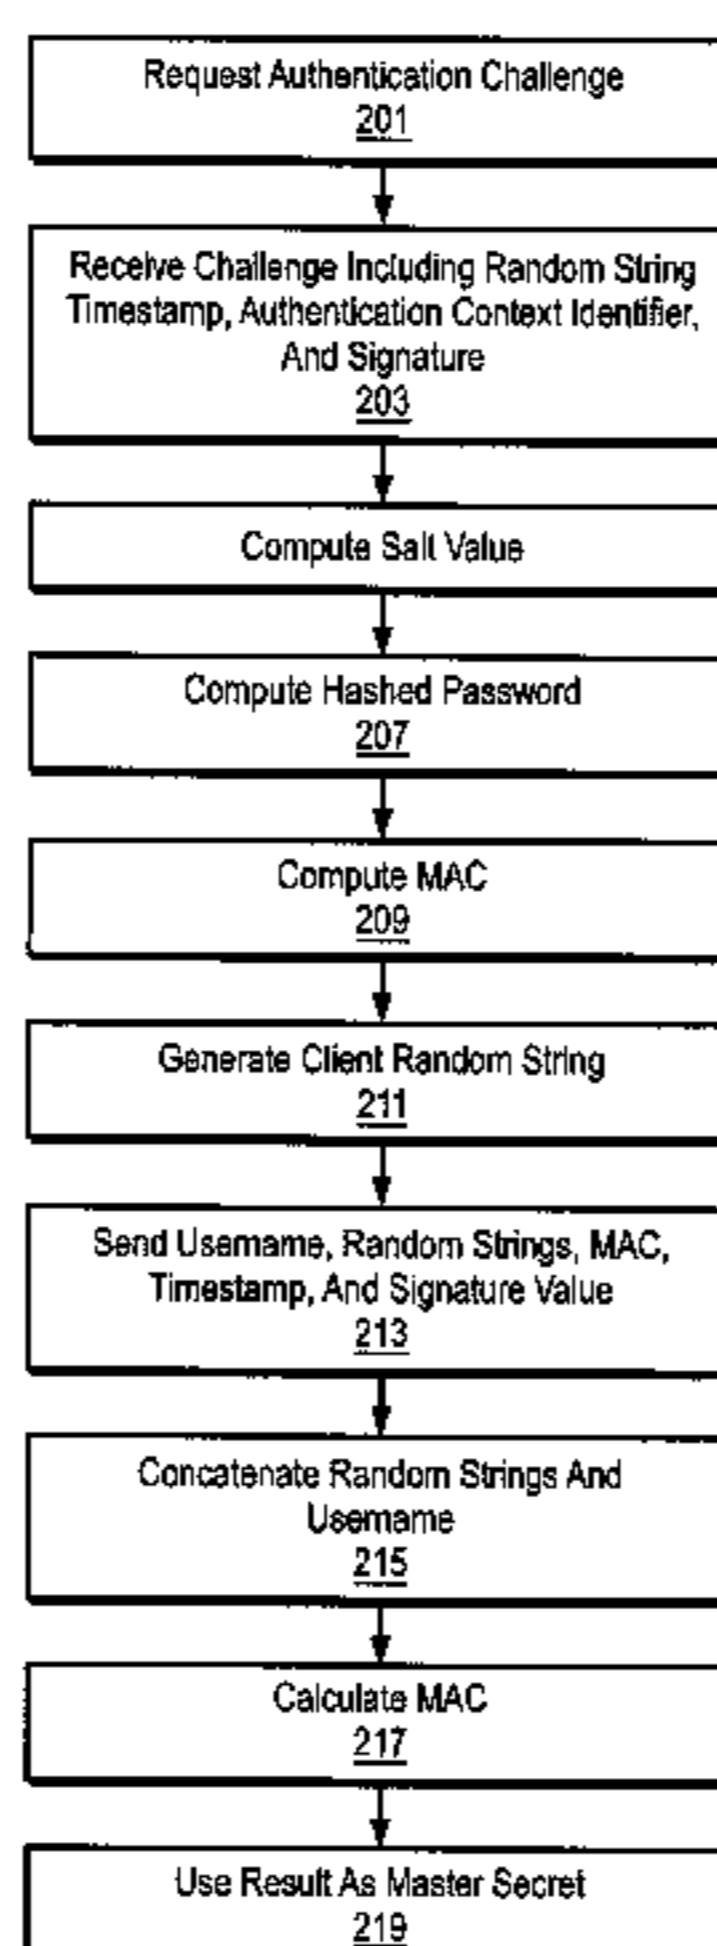 Request Authentication Challenge
201
Receive Challenge Including Random String
Timestamp, Authentication Context Identifier,
And Signature
203
Compute Salt Value
Compute Hashed Password
207
Compute MAC
209
Generate Client Random String
211
Send Username, Random Strings, MAC,
Timestamp, And Signature Value
213
Concatenate Random Strings And
Username
215
Calculate MAC
217
Use Result As Master Secret
219